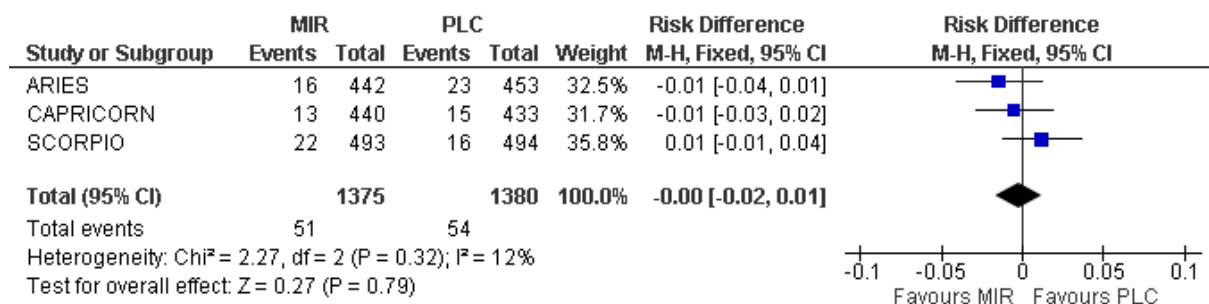 MIR PLC Risk Difference Risk Difference
Study or Subgroup Events Total Events Total Weight M-H, Fixed, 95% CI M-H, Fixed, 95% CI
ARIES 16 442 23 453 32.5% -0.01 [-0.04, 0.01]
CAPRICORN 13 440 15 433 31.7% -0.01 [-0.03, 0.02]
SCORPIO 22 493 16 494 35.8% 0.01 [-0.01, 0.04]
Total (95% CI) 1375 1380 100.0% -0.00 [-0.02, 0.01]
Total events 51 54
Heterogeneity: Chi² = 2.27, df = 2 (P = 0.32); I² = 12%
Test for overall effect: Z = 0.27 (P = 0.79)
-0.1 -0.05 0 0.05 0.1
Favours MIR Favours PLC